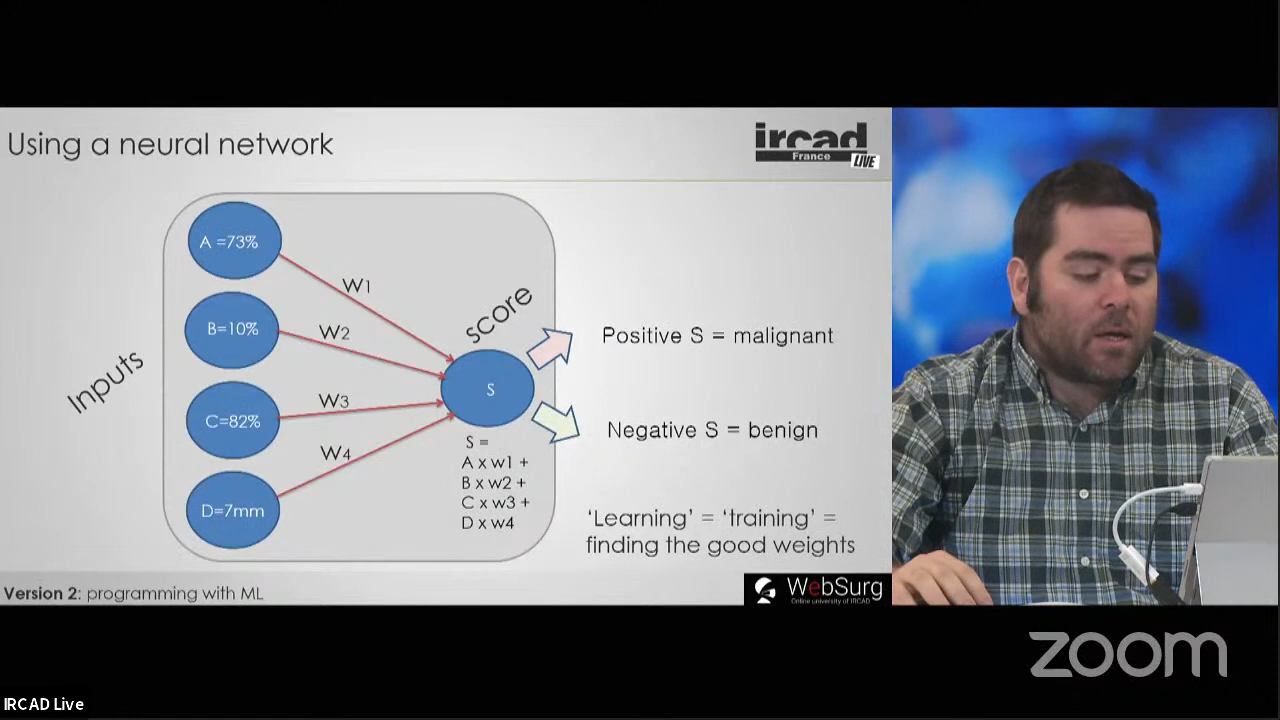 Using a neural network
ircad
France
LIVE
A =73%
B=10%
C=82%
D=7mm
Inputs
W1
W2
W3
W4
score
S
S =
A x w1 +
B x w2 +
C x w3 +
D x w4
Positive S = malignant
Negative S = benign
'Learning' = 'training' =
finding the good weights
Version 2: programming with ML
WebSurg
Online university of IRCAD
zoom
IRCAD Live